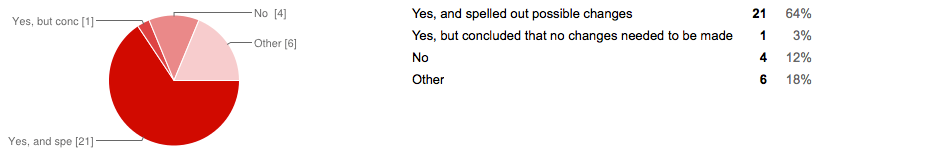 No [4]
Yes, but conc [1]
Other [6]
Yes, and spe [21]
Yes, and spelled out possible changes 21 64%
Yes, but concluded that no changes needed to be made 1 3%
No 4 12%
Other 6 18%